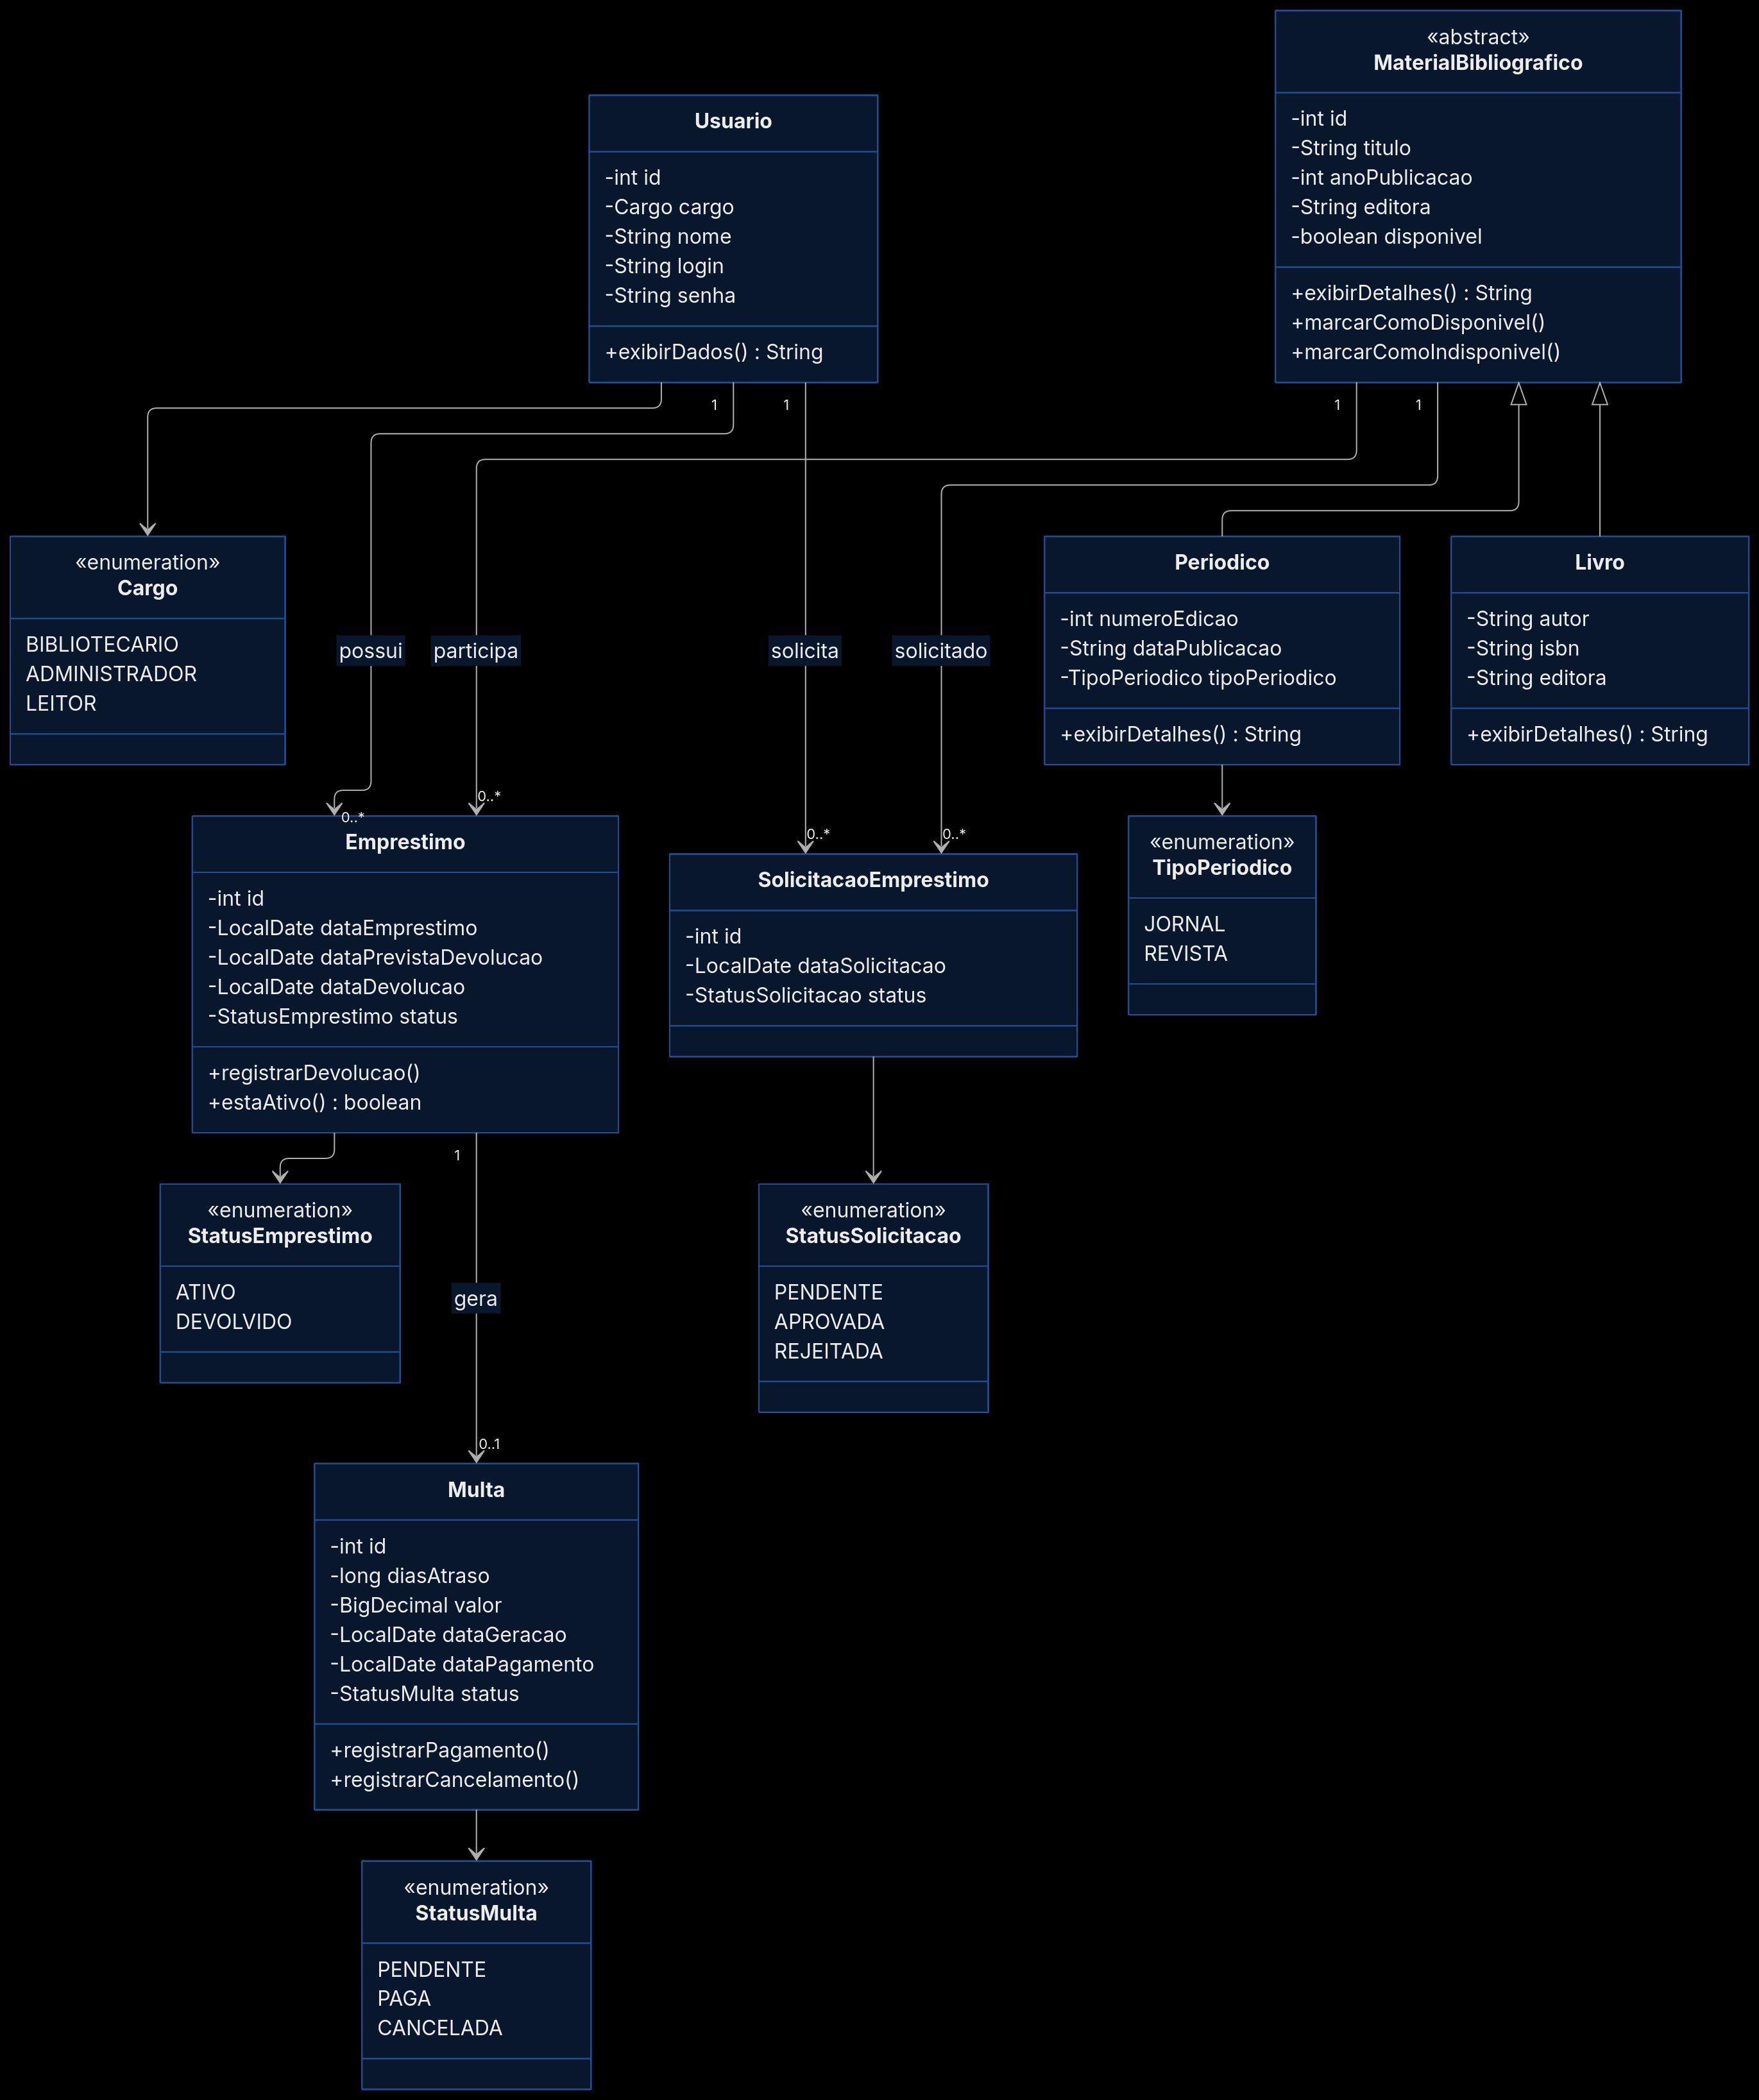 «abstract»
MaterialBibliografico
-int id
-String titulo
-int anoPublicacao
-String editora
-boolean disponivel
+exibirDetalhes() : String
+marcarComoDisponivel()
+marcarComoIndisponivel()
Usuario
-int id
-Cargo cargo
-String nome
-String login
-String senha
+exibirDados() : String
1
1
1
1
«enumeration»
Cargo
BIBLIOTECARIO
ADMINISTRADOR
LEITOR
possui
participa
solicita
solicitado
Periodico
-int numeroEdicao
-String dataPublicacao
-TipoPeriodico tipoPeriodico
+exibirDetalhes() : String
Livro
-String autor
-String isbn
-String editora
+exibirDetalhes() : String
0..*
0..*
0..*
0..*
Emprestimo
-int id
-LocalDate dataEmprestimo
-LocalDate dataPrevistaDevolucao
-LocalDate dataDevolucao
-StatusEmprestimo status
+registrarDevolucao()
+estaAtivo() : boolean
SolicitacaoEmprestimo
-int id
-LocalDate dataSolicitacao
-StatusSolicitacao status
«enumeration»
TipoPeriodico
JORNAL
REVISTA
1
«enumeration»
StatusEmprestimo
ATIVO
DEVOLVIDO
gera
«enumeration»
StatusSolicitacao
PENDENTE
APROVADA
REJEITADA
0..1
Multa
-int id
-long diasAtraso
-BigDecimal valor
-LocalDate dataGeracao
-LocalDate dataPagamento
-StatusMulta status
+registrarPagamento()
+registrarCancelamento()
«enumeration»
StatusMulta
PENDENTE
PAGA
CANCELADA